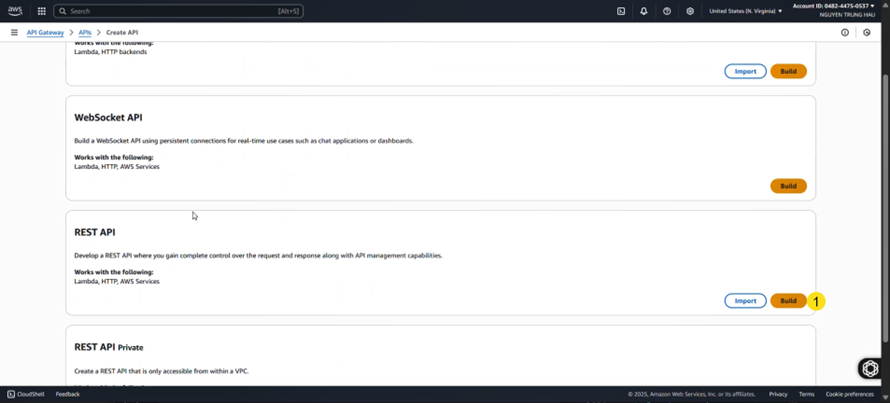 aws
Search
[Alt+S]
United States (N. Virginia) ▼
Account ID: 0482-4475-0537 ▼
NGUYEN TRUNG HAU
API Gateway > APIs > Create API
Works with the following:
Lambda, HTTP backends
Import
Build
WebSocket API
Build a WebSocket API using persistent connections for real-time use cases such as chat applications or dashboards.
Works with the following:
Lambda, HTTP, AWS Services
Build
REST API
Develop a REST API where you gain complete control over the request and response along with API management capabilities.
Works with the following:
Lambda, HTTP, AWS Services
Import
Build
1
REST API Private
Create a REST API that is only accessible from within a VPC.
CloudShell
Feedback
© 2025, Amazon Web Services, Inc. or its affiliates.
Privacy
Terms
Cookie preferences